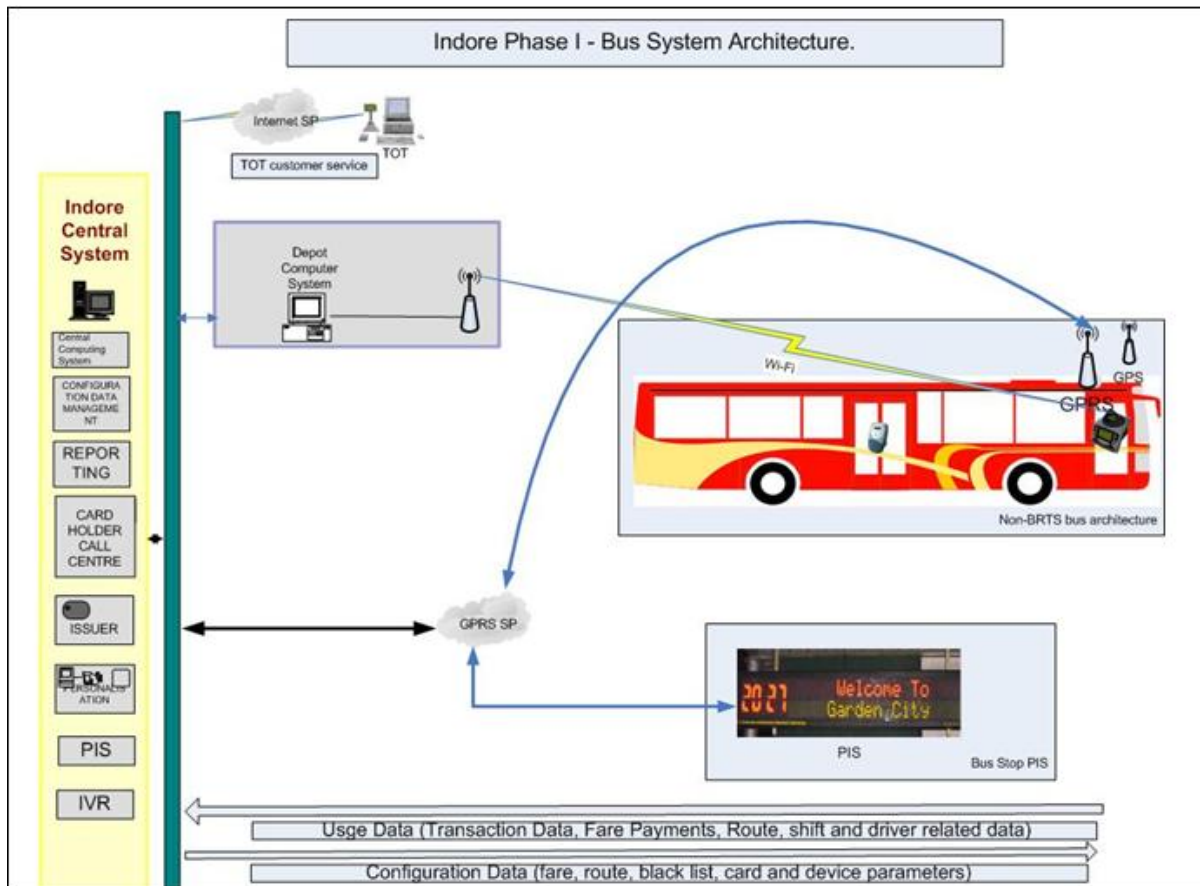 Indore Phase I - Bus System Architecture.
Internet SP
TOT
TOT customer service
Indore
Central
System
Central
Computing
System
CONFIGURA
TION DATA
MANAGEME
NT
REPOR
TING
CARD
HOLDER
CALL
CENTRE
ISSUER
PERSONALIS
ATION
PIS
IVR
Depot
Computer
System
Wi-Fi
GPS
GPRS
Non-BRTS bus architecture
GPRS SP
2027
Welcome To
Garden City
PIS
Bus Stop PIS
Usge Data (Transaction Data, Fare Payments, Route, shift and driver related data)
Configuration Data (fare, route, black list, card and device parameters)